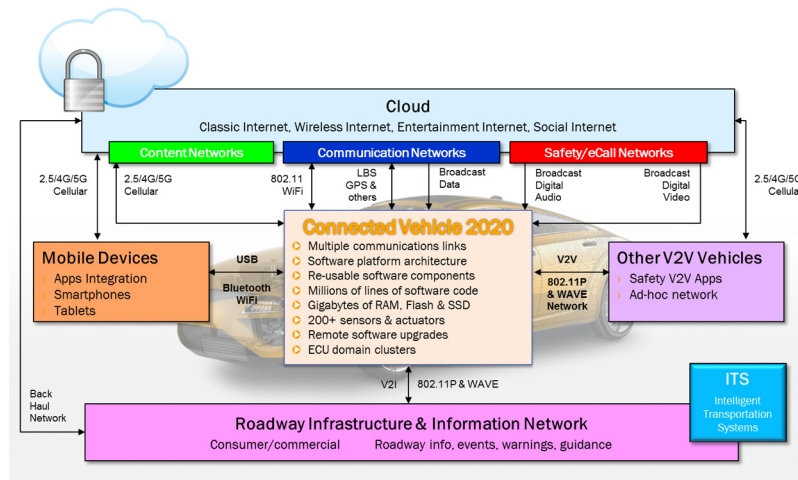 Cloud
Classic Internet, Wireless Internet, Entertainment Internet, Social Internet
Content Networks
Communication Networks
Safety/eCall Networks
2.5/4G/5G
Cellular
2.5/4G/5G
Cellular
802.11
WiFi
LBS
GPS &
others
Broadcast
Data
Broadcast
Digital
Audio
Broadcast
Digital
Video
2.5/4G/5G
Cellular
Mobile Devices
Apps Integration
Smartphones
Tablets
USB
Bluetooth
WiFi
Connected Vehicle 2020
Multiple communications links
Software platform architecture
Re-usable software components
Millions of lines of software code
Gigabytes of RAM, Flash & SSD
200+ sensors & actuators
Remote software upgrades
ECU domain clusters
V2V
802.11P
& WAVE
Network
Other V2V Vehicles
Safety V2V Apps
Ad-hoc network
V2I
802.11P & WAVE
Back
Haul
Network
Roadway Infrastructure & Information Network
Consumer/commercial
Roadway info, events, warnings, guidance
ITS
Intelligent
Transportation
Systems